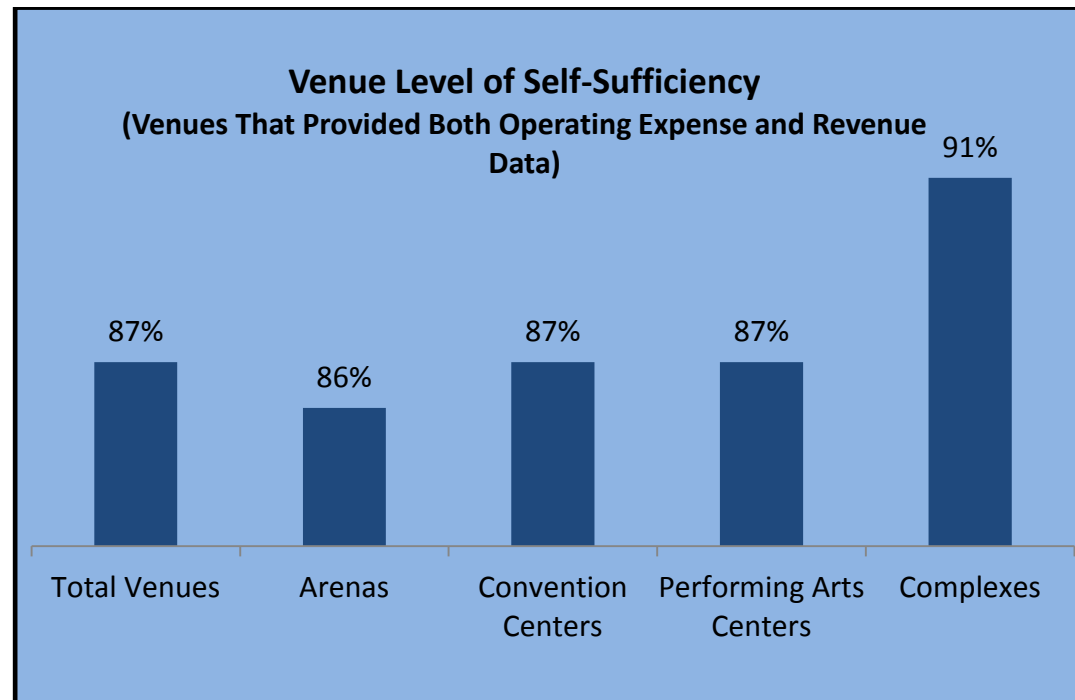 Venue Level of Self-Sufficiency
(Venues That Provided Both Operating Expense and Revenue
Data)
91%
87%
87%
87%
86%
Total Venues
Arenas
Convention
Centers
Performing Arts
Centers
Complexes